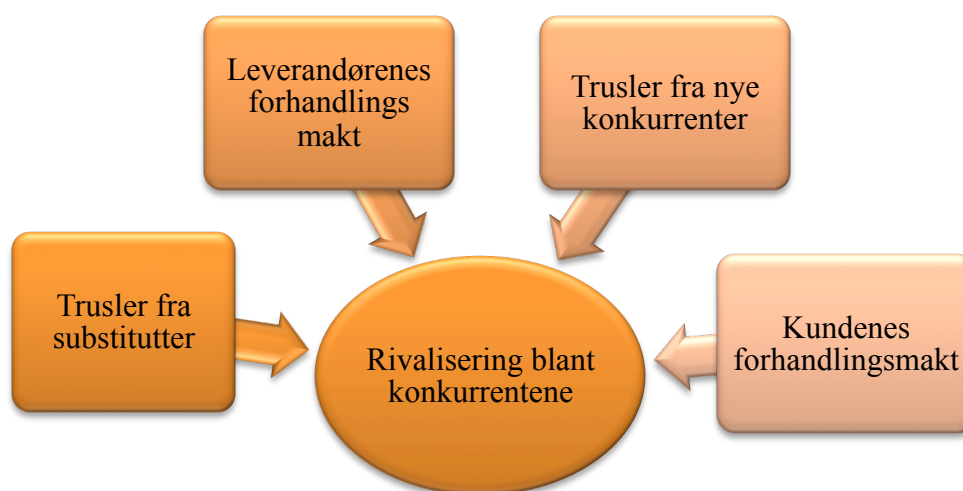 Leverandørenes
forhandlings
makt
Trusler fra nye
konkurrenter
Trusler fra
substitutter
Rivalisering blant
konkurrentene
Kundenes
forhandlingsmakt